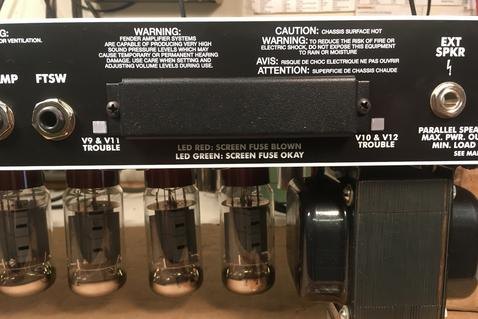 G:
OR VENTILATION.
WARNING:
FENDER AMPLIFIER SYSTEMS
ARE CAPABLE OF PRODUCING VERY HIGH
SOUND PRESSURE LEVELS WHICH MAY
CAUSE TEMPORARY OR PERMANENT HEARING
DAMAGE. USE CARE WHEN SETTING AND
ADJUSTING VOLUME LEVELS DURING USE.
CAUTION: CHASSIS SURFACE HOT
WARNING: TO REDUCE THE RISK OF FIRE OR
ELECTRIC SHOCK, DO NOT EXPOSE THIS EQUIPMENT
TO RAIN OR MOISTURE
AVIS: RISQUE DE CHOC ELECTRIQUE NE PAS OUVRIR
ATTENTION: SUPERFICIE DE CHASSIS CHAUDE
EXT
SPKR
MP
FTSW
V9 & V11
TROUBLE
LED RED: SCREEN FUSE BLOWN
LED GREEN: SCREEN FUSE OKAY
V10 & V12
TROUBLE
PARALLEL SPEA
MAX. PWR. OU
MIN. LOAD
SEE MA